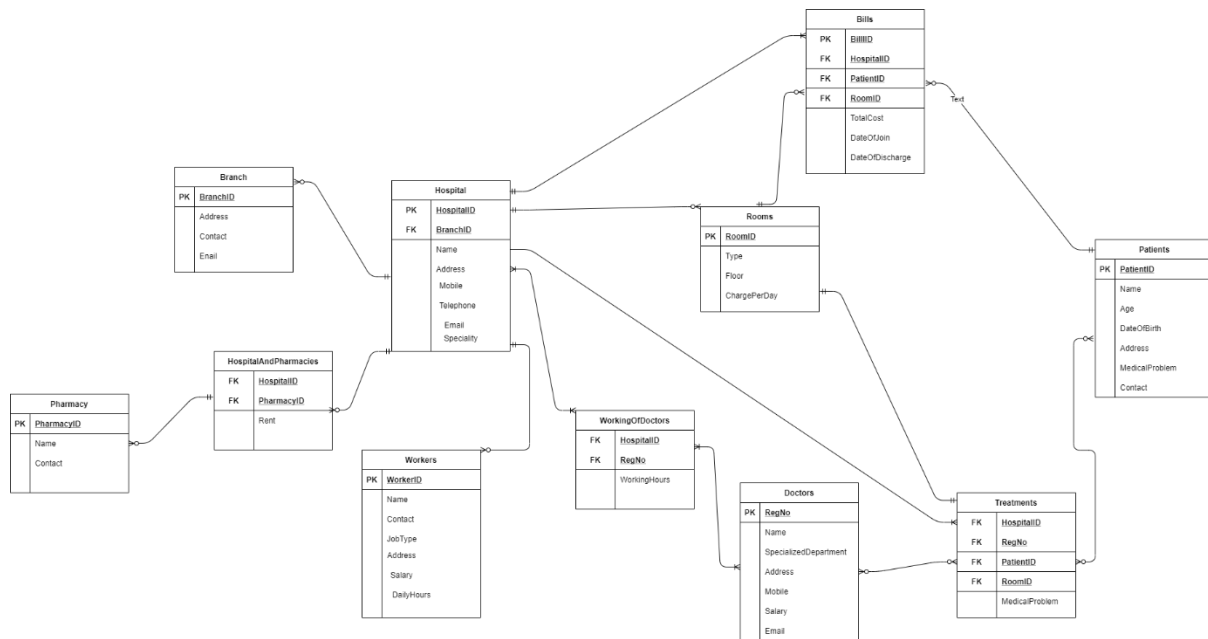 Bills
PK BillID
FK HospitalID
FK PatientID
FK RoomID
TotalCost
DateOfJoin
DateOfDischarge
Text
Branch
PK BranchID
Address
Contact
Enail
Hospital
PK HospitalID
FK BranchID
Name
Address
Mobile
Telephone
Email
Speciality
Rooms
PK RoomID
Type
Floor
ChargePerDay
Patients
PK PatientID
Name
Age
DateOfBirth
Address
MedicalProblem
Contact
HospitalAndPharmacies
FK HospitalID
FK PharmacyID
Rent
Pharmacy
PK PharmacyID
Name
Contact
Workers
PK WorkerID
Name
Contact
JobType
Address
Salary
DailyHours
WorkingOfDoctors
FK HospitalID
FK RegNo
WorkingHours
Doctors
PK RegNo
Name
SpecializedDepartment
Address
Mobile
Salary
Email
Treatments
FK HospitalID
FK RegNo
FK PatientID
FK RoomID
MedicalProblem